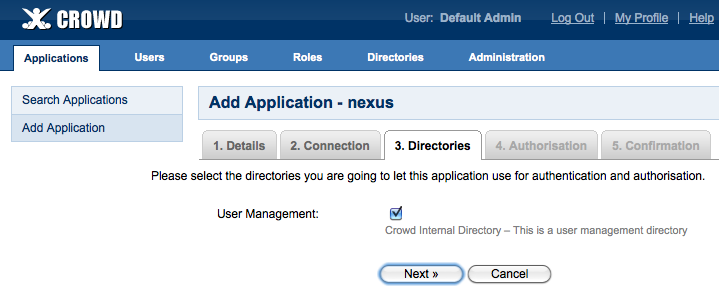 CROWD
User: Default Admin Log Out | My Profile | Help
Applications Users Groups Roles Directories Administration
Search Applications
Add Application
Add Application - nexus
1. Details 2. Connection 3. Directories 4. Authorisation 5. Confirmation
Please select the directories you are going to let this application use for authentication and authorisation.
User Management:
Crowd Internal Directory – This is a user management directory
Next » Cancel